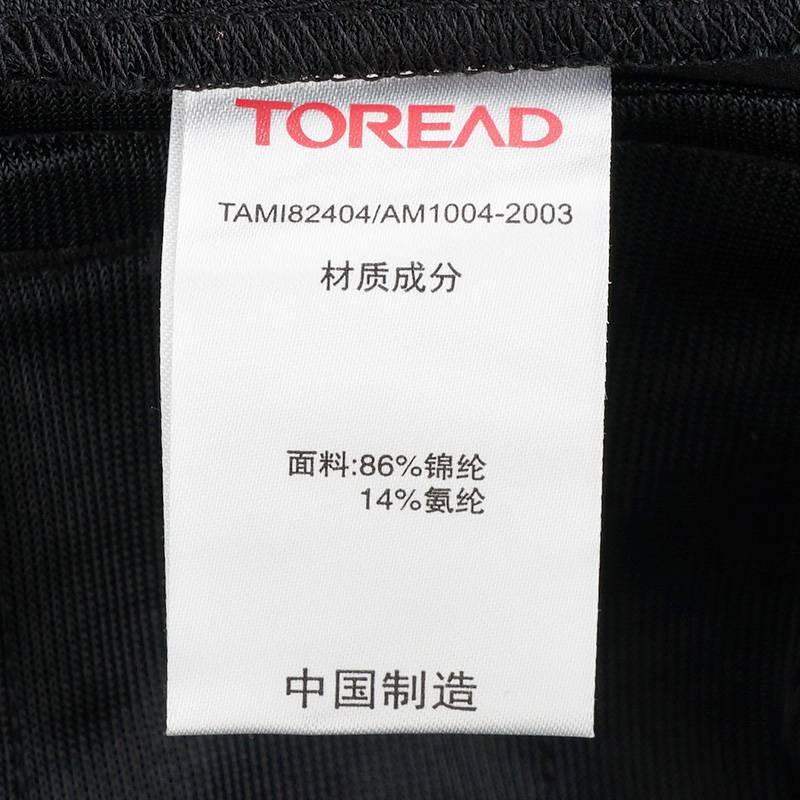 TOREAD
TAMI82404/AM1004-2003
材质成分
面料:86%锦纶
14%氨纶
中国制造